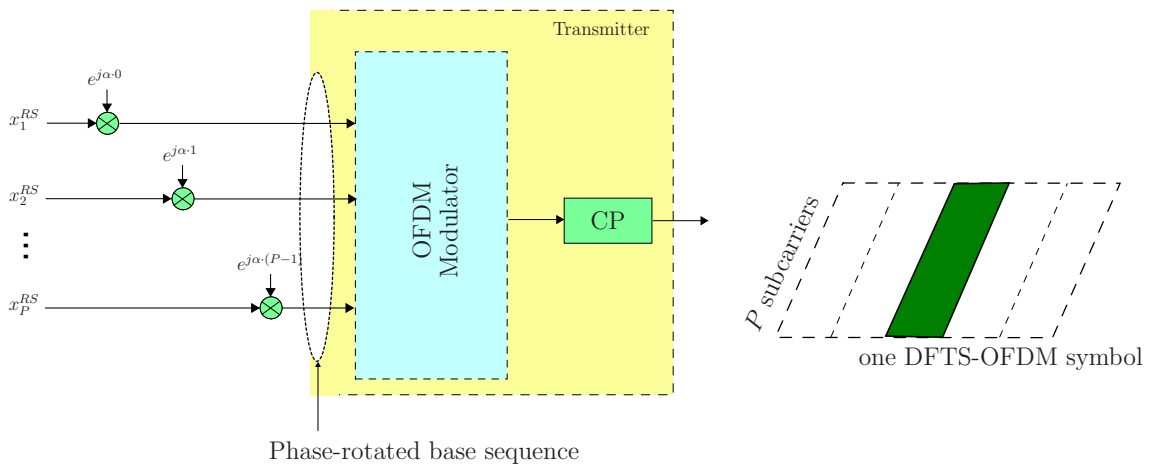 Transmitter
e^{jα·0}
x_1^{RS}
e^{jα·1}
x_2^{RS}
...
e^{jα·(P−1)}
x_P^{RS}
OFDM
Modulator
CP
Phase-rotated base sequence
P subcarriers
one DFTS-OFDM symbol